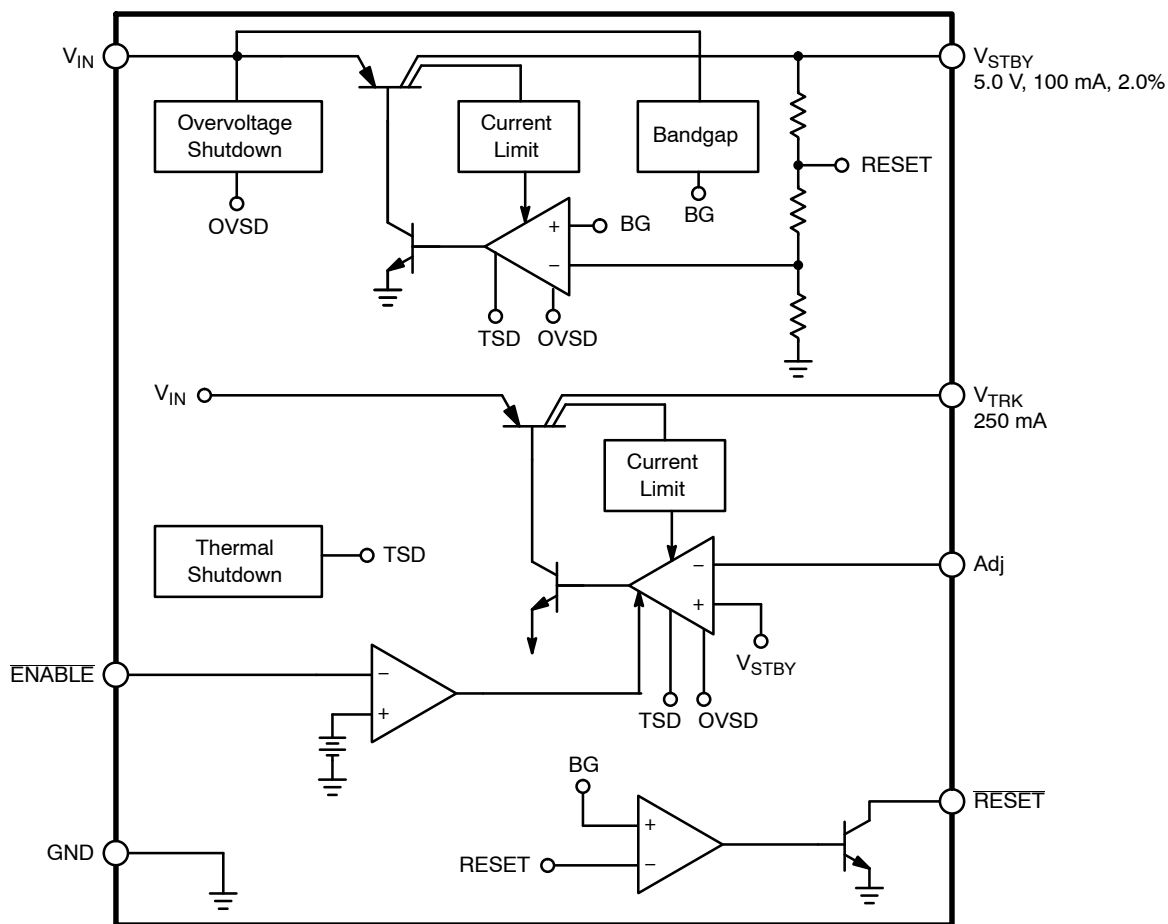 VIN
VSTBY
5.0 V, 100 mA, 2.0%
Overvoltage
Shutdown
Current
Limit
Bandgap
RESET
OVSD
BG
+
BG
−
TSD
OVSD
VIN
VTRK
250 mA
Current
Limit
Thermal
Shutdown
TSD
−
Adj
+
VSTBY
ENABLE
−
+
TSD
OVSD
BG
RESET
+
GND
RESET
−